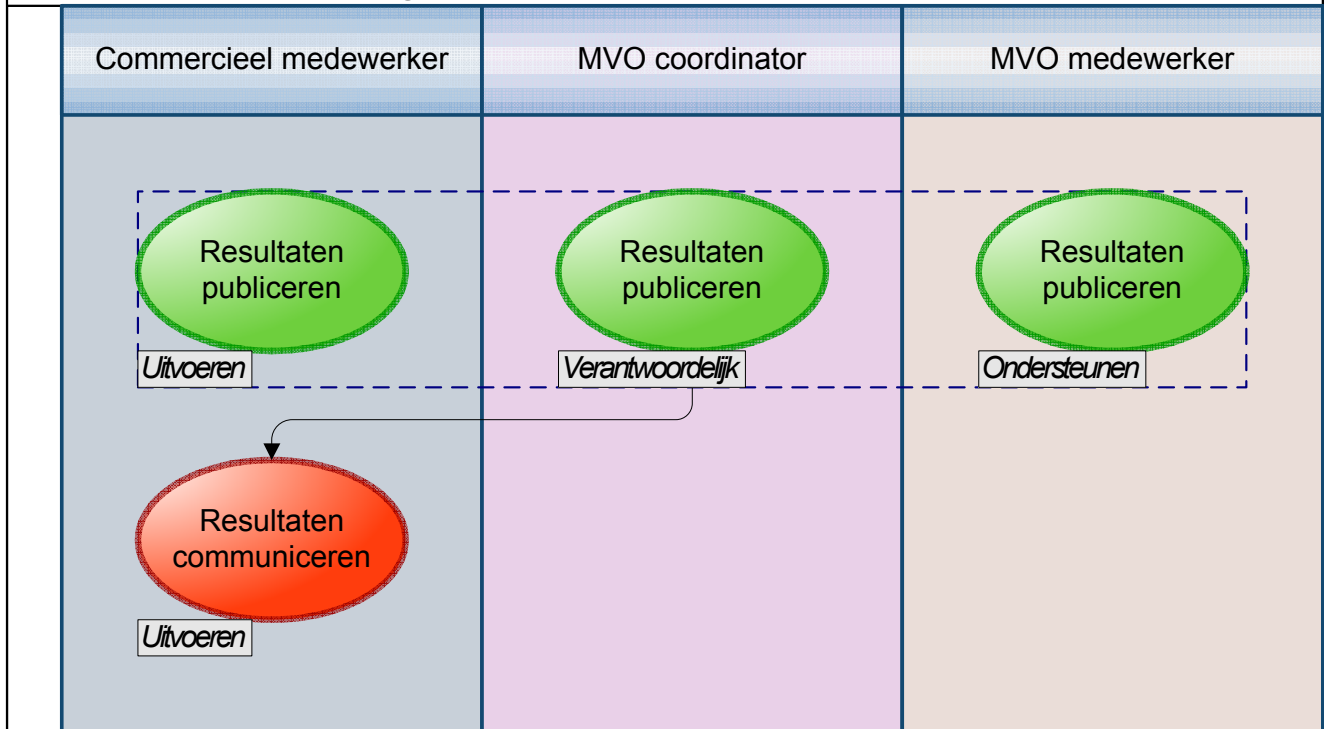 Commercieel medewerker
MVO coordinator
MVO medewerker
Resultaten
publiceren
Uitvoeren
Resultaten
publiceren
Verantwoordelijk
Resultaten
publiceren
Ondersteunen
Resultaten
communiceren
Uitvoeren